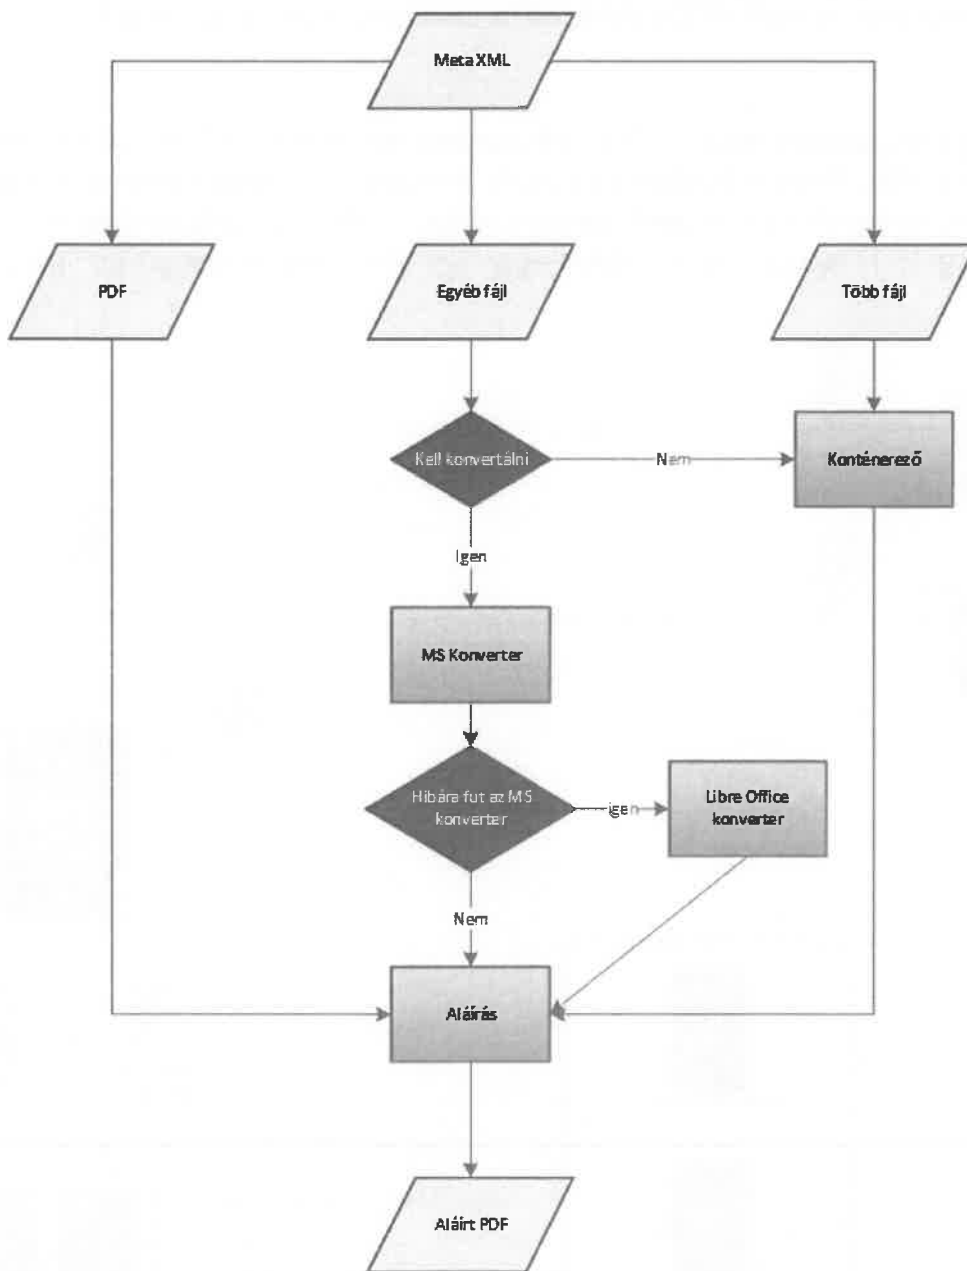 Meta XML
PDF
Egyéb fájl
Több fájl
Kell konvertálni
Nem
Konténerező
Igen
MS Konverter
Hibára fut az MS
konverter
igen
Libre Office
konverter
Nem
Aláírás
Aláírt PDF